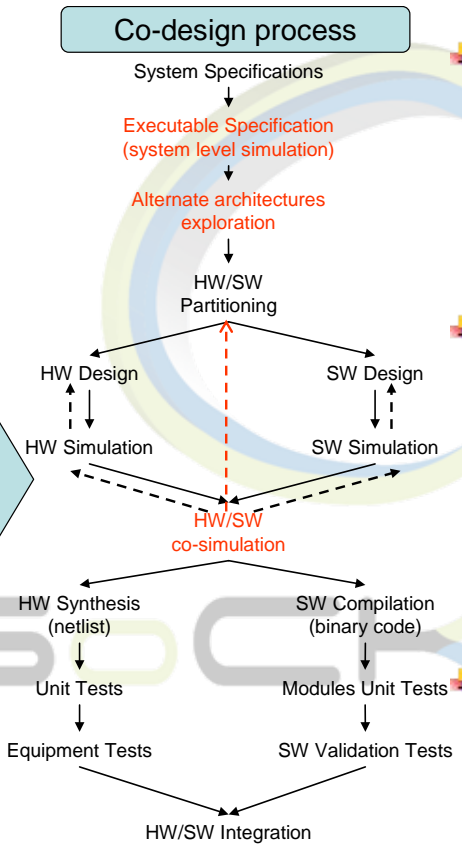 Co-design process
System Specifications
Executable Specification
(system level simulation)
Alternate architectures
exploration
HW/SW
Partitioning
HW Design SW Design
HW Simulation SW Simulation
HW/SW
co-simulation
HW Synthesis SW Compilation
(netlist) (binary code)
Unit Tests Modules Unit Tests
Equipment Tests SW Validation Tests
HW/SW Integration